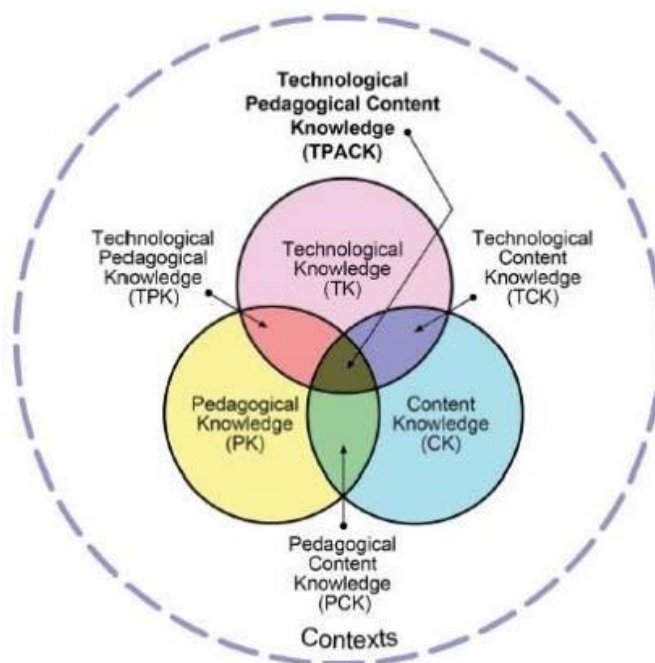 Technological
Pedagogical Content
Knowledge
(TPACK)
Technological
Pedagogical
Knowledge
(TPK)
Technological
Knowledge
(TK)
Technological
Content
Knowledge
(TCK)
Pedagogical
Knowledge
(PK)
Content
Knowledge
(CK)
Pedagogical
Content
Knowledge
(PCK)
Contexts